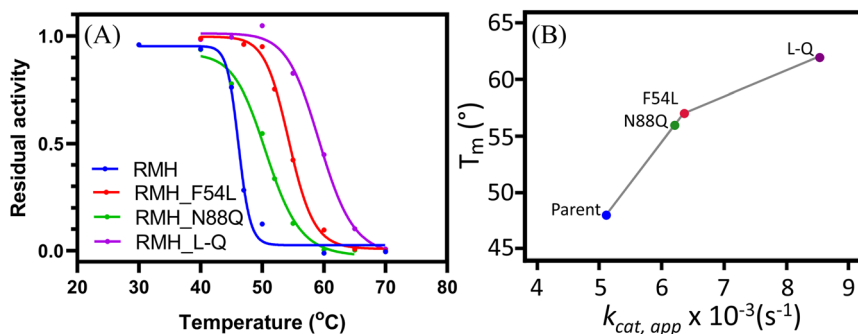 (A)
Residual activity
1.0
0.5
0.0
RMH
RMH_F54L
RMH_N88Q
RMH_L-Q
20 30 40 50 60 70 80
Temperature (°C)
(B)
Tm (°)
65
60
55
50
45
L-Q
F54L
N88Q
Parent
4 5 6 7 8 9
kcat, app x 10-3(s-1)